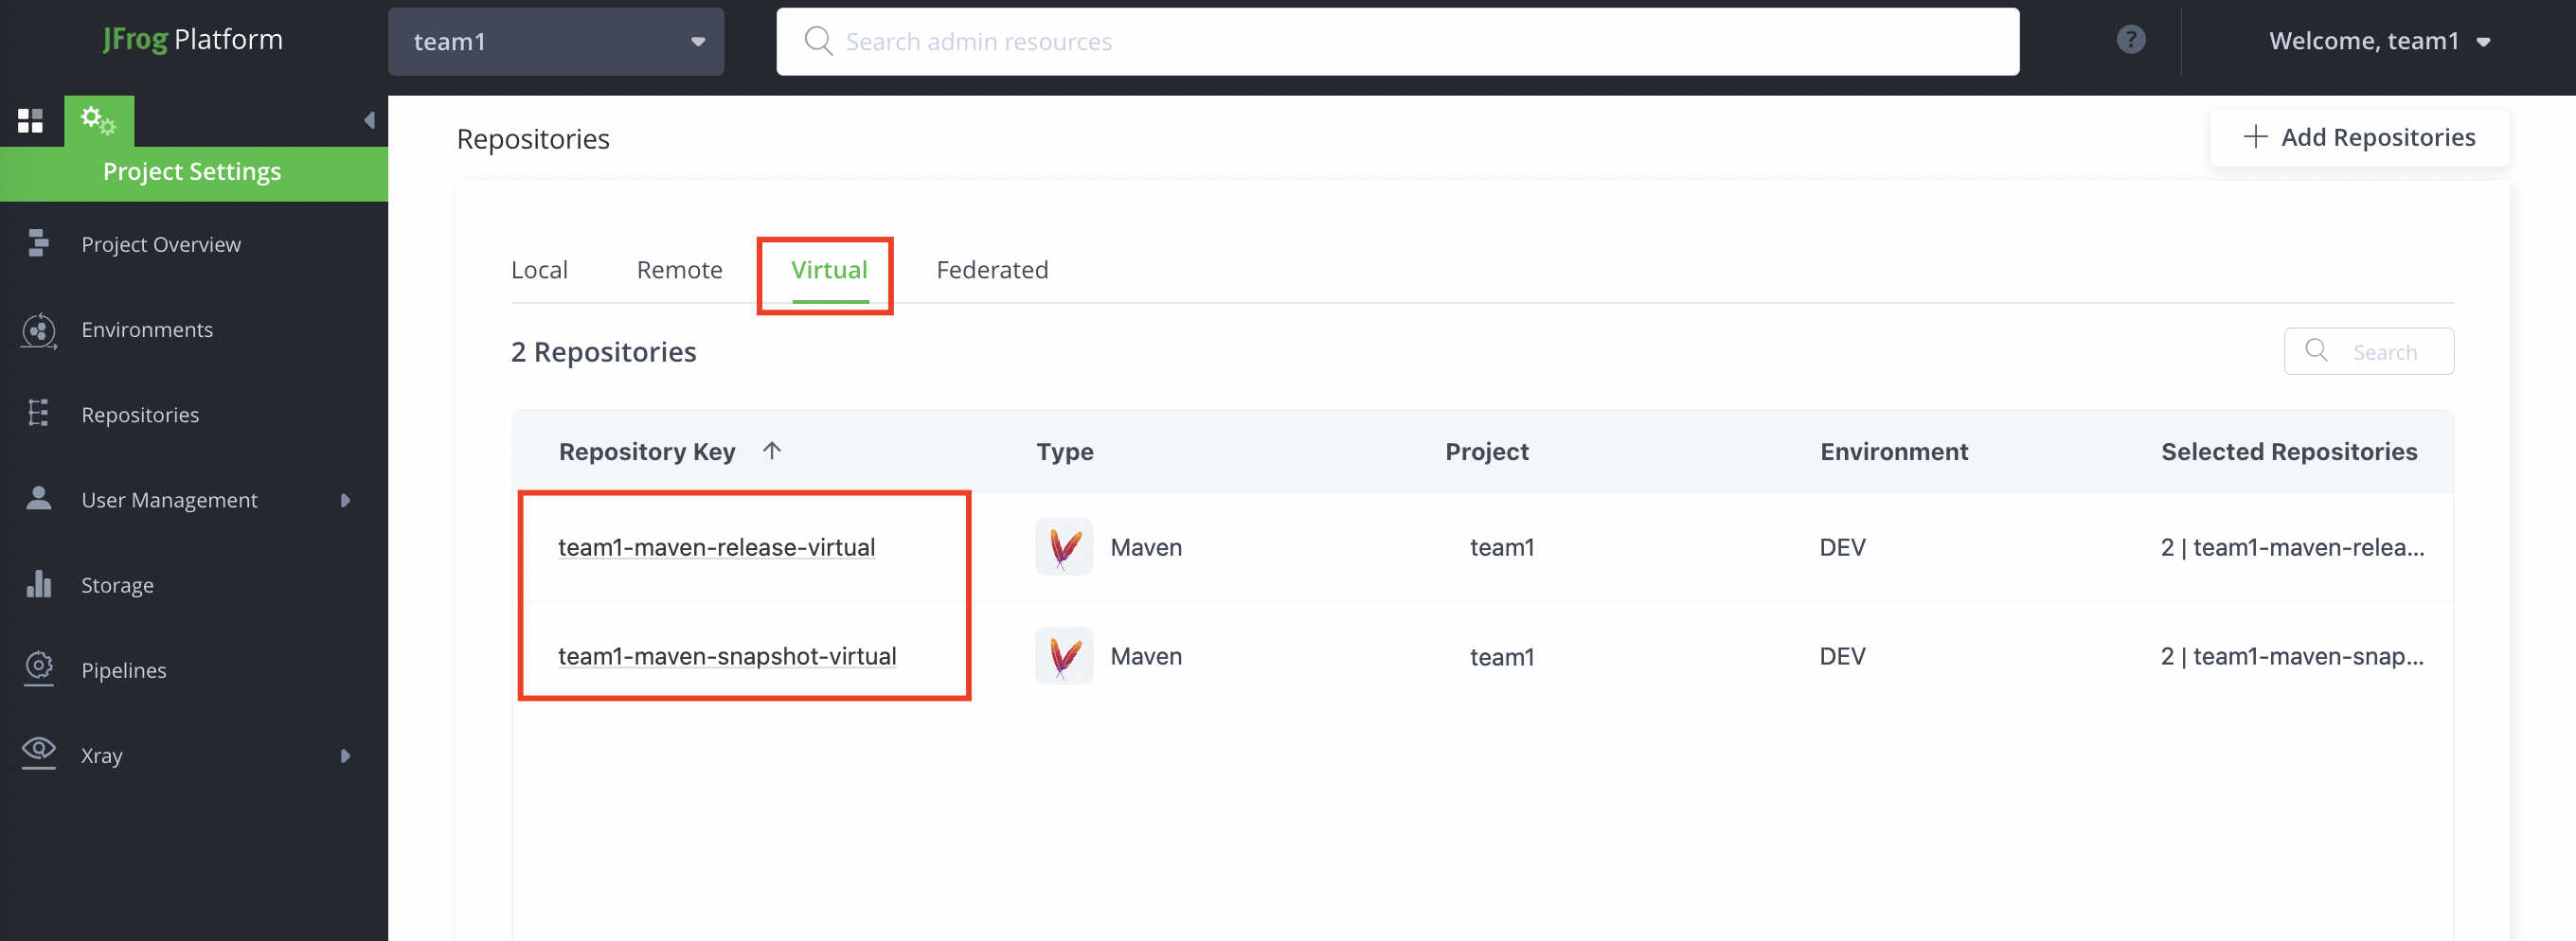 JFrog Platform
team1
Search admin resources
?
Welcome, team1
Project Settings
Project Overview
Environments
Repositories
User Management
Storage
Pipelines
Xray
Repositories
Add Repositories
Local Remote Virtual Federated
2 Repositories
Search
Repository Key Type Project Environment Selected Repositories
team1-maven-release-virtual Maven team1 DEV 2 | team1-maven-relea...
team1-maven-snapshot-virtual Maven team1 DEV 2 | team1-maven-snap...